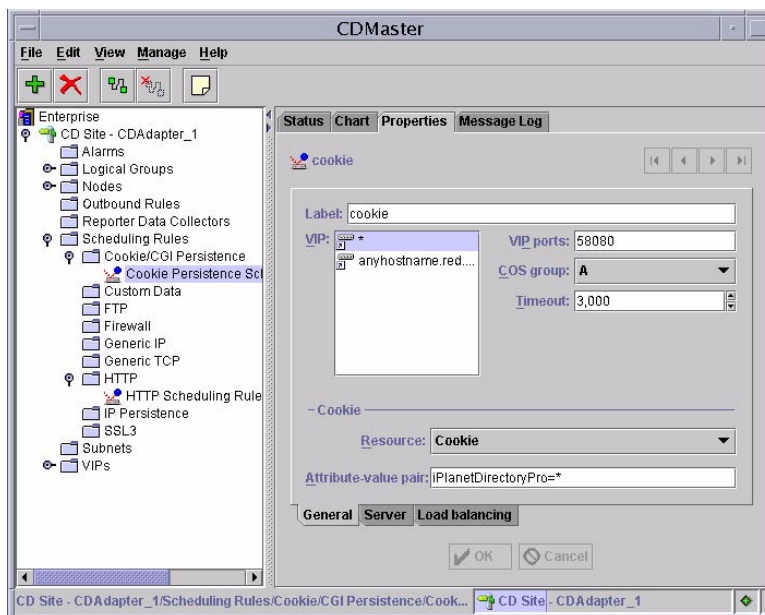 CDMaster
File Edit View Manage Help
Enterprise
CD Site - CDAdapter_1
Alarms
Logical Groups
Nodes
Outbound Rules
Reporter Data Collectors
Scheduling Rules
Cookie/CGI Persistence
Cookie Persistence Scl
Custom Data
FTP
Firewall
Generic IP
Generic TCP
HTTP
HTTP Scheduling Rule
IP Persistence
SSL3
Subnets
VIPs
Status Chart Properties Message Log
cookie
Label: cookie
VIP: *
anyhostname.red....
VIP ports: 58080
COS group: A
Timeout: 3,000
Cookie
Resource: Cookie
Attribute-value pair: iPlanetDirectoryPro=*
General Server Load balancing
OK Cancel
CD Site - CDAdapter_1/Scheduling Rules/Cookie/CGI Persistence/Cook... CD Site - CDAdapter_1